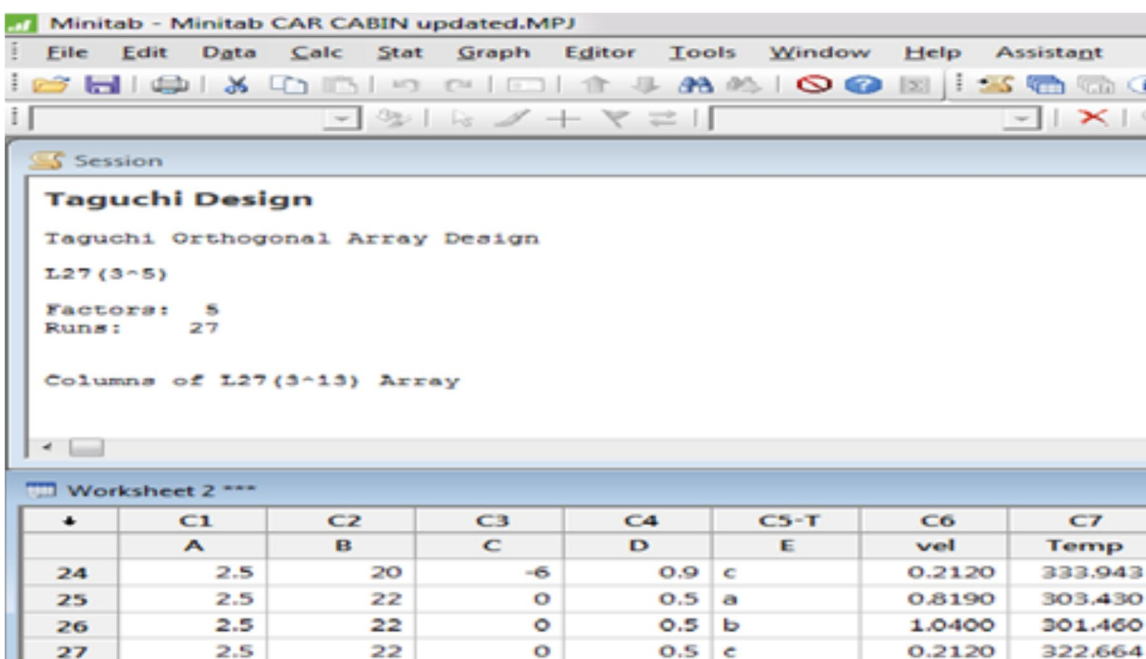 Minitab - Minitab CAR CABIN updated.MPJ
File Edit Data Calc Stat Graph Editor Tools Window Help Assistant
Session
Taguchi Design
Taguchi Orthogonal Array Design
L27(3^5)
Factors: 5
Runs: 27
Columns of L27(3^13) Array
Worksheet 2 ***
C1 C2 C3 C4 C5-T C6 C7
A B C D E vel Temp
24 2.5 20 -6 0.9 c 0.2120 333.943
25 2.5 22 0 0.5 a 0.8190 303.430
26 2.5 22 0 0.5 b 1.0400 301.460
27 2.5 22 0 0.5 c 0.2120 322.664